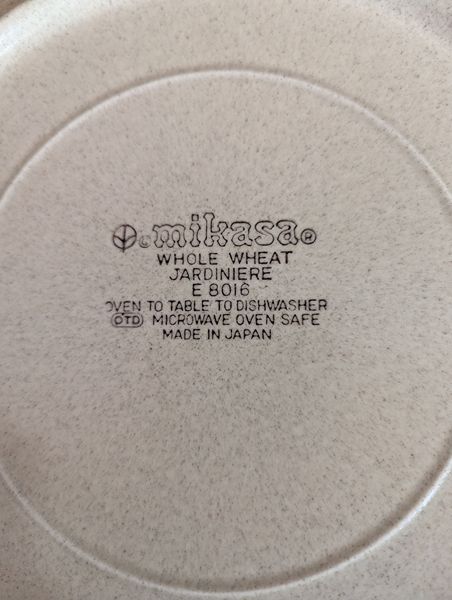 mikasa®
WHOLE WHEAT
JARDINIERE
E 8016
OVEN TO TABLE TO DISHWASHER
OTD MICROWAVE OVEN SAFE
MADE IN JAPAN